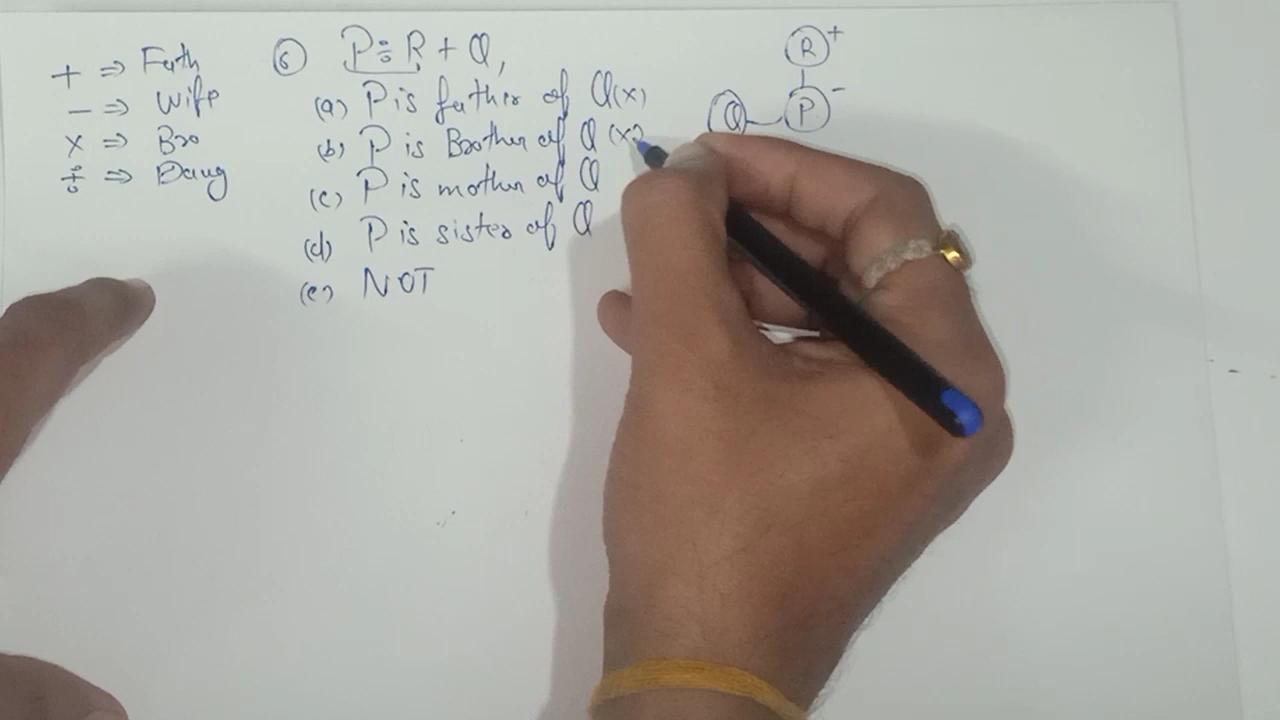 + ⇒ Fath
− ⇒ Wife
× ⇒ Bro
÷ ⇒ Daug
⑥ P ÷ R + Q,
(a) P is father of Q (×)
(b) P is Brother of Q (×)
(c) P is mother of Q
(d) P is sister of Q
(e) NOT
R +
Q — P −